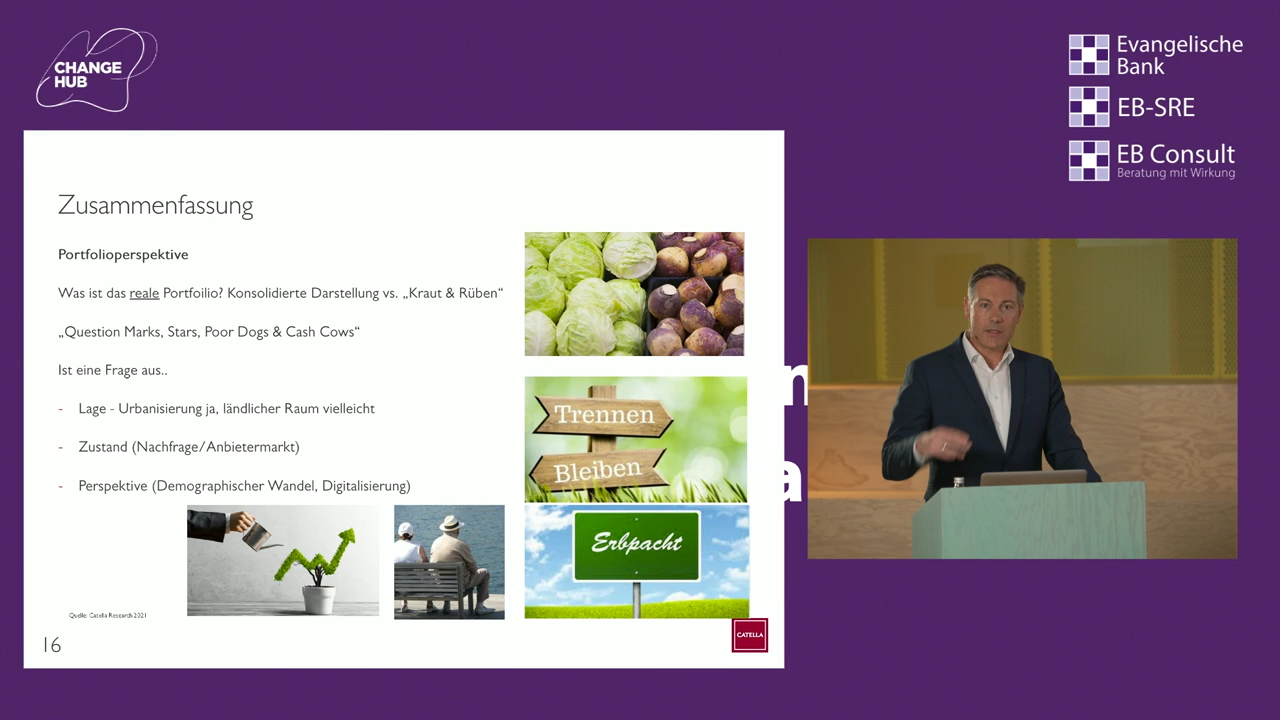 CHANGE
HUB
Evangelische
Bank
EB-SRE
EB Consult
Beratung mit Wirkung
Zusammenfassung
Portfolioperspektive
Was ist das reale Portfoilio? Konsolidierte Darstellung vs. „Kraut & Rüben“
„Question Marks, Stars, Poor Dogs & Cash Cows“
Ist eine Frage aus..
- Lage - Urbanisierung ja, ländlicher Raum vielleicht
- Zustand (Nachfrage/Anbietermarkt)
- Perspektive (Demographischer Wandel, Digitalisierung)
Trennen
Bleiben
Erbpacht
Quelle: Catella Research 2021
CATELLA
16
n
a